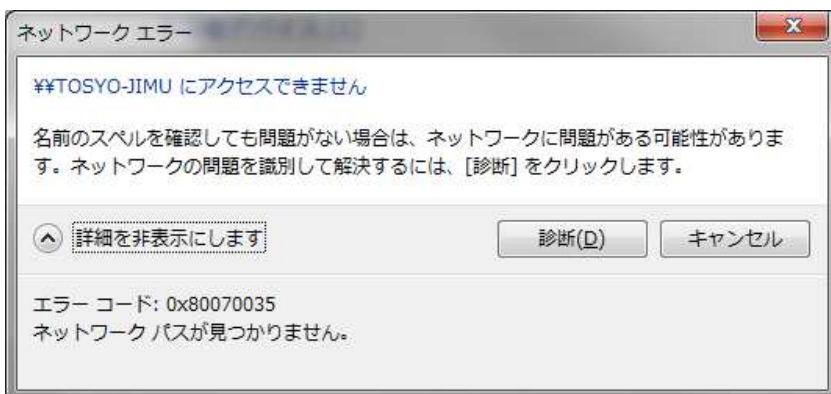 ネットワーク エラー
¥¥TOSYO-JIMU にアクセスできません
名前のスペルを確認しても問題がない場合は、ネットワークに問題がある可能性がありま
す。ネットワークの問題を識別して解決するには、[診断] をクリックします。
詳細を非表示にします
診断(D)
キャンセル
エラー コード: 0x80070035
ネットワーク パスが見つかりません。